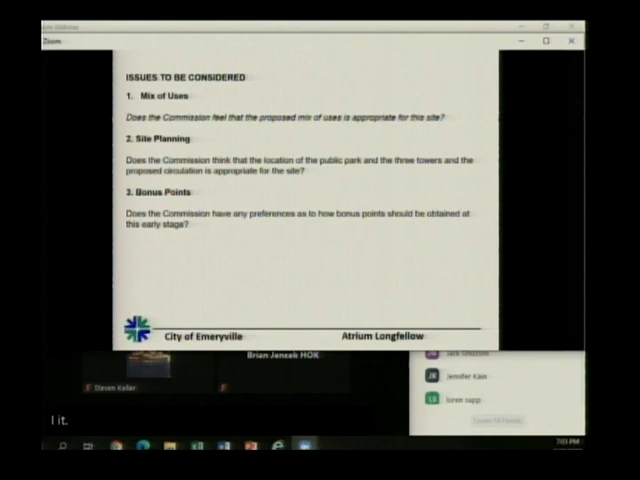 Zoom
ISSUES TO BE CONSIDERED
1. Mix of Uses
Does the Commission feel that the proposed mix of uses is appropriate for this site?
2. Site Planning
Does the Commission think that the location of the public park and the three towers and the
proposed circulation is appropriate for the site?
3. Bonus Points
Does the Commission have any preferences as to how bonus points should be obtained at
this early stage?
City of Emeryville
Atrium Longfellow
Brian Jencek HOK
Steven Keller
JK Jennifer Kain
I it.
7:03 PM